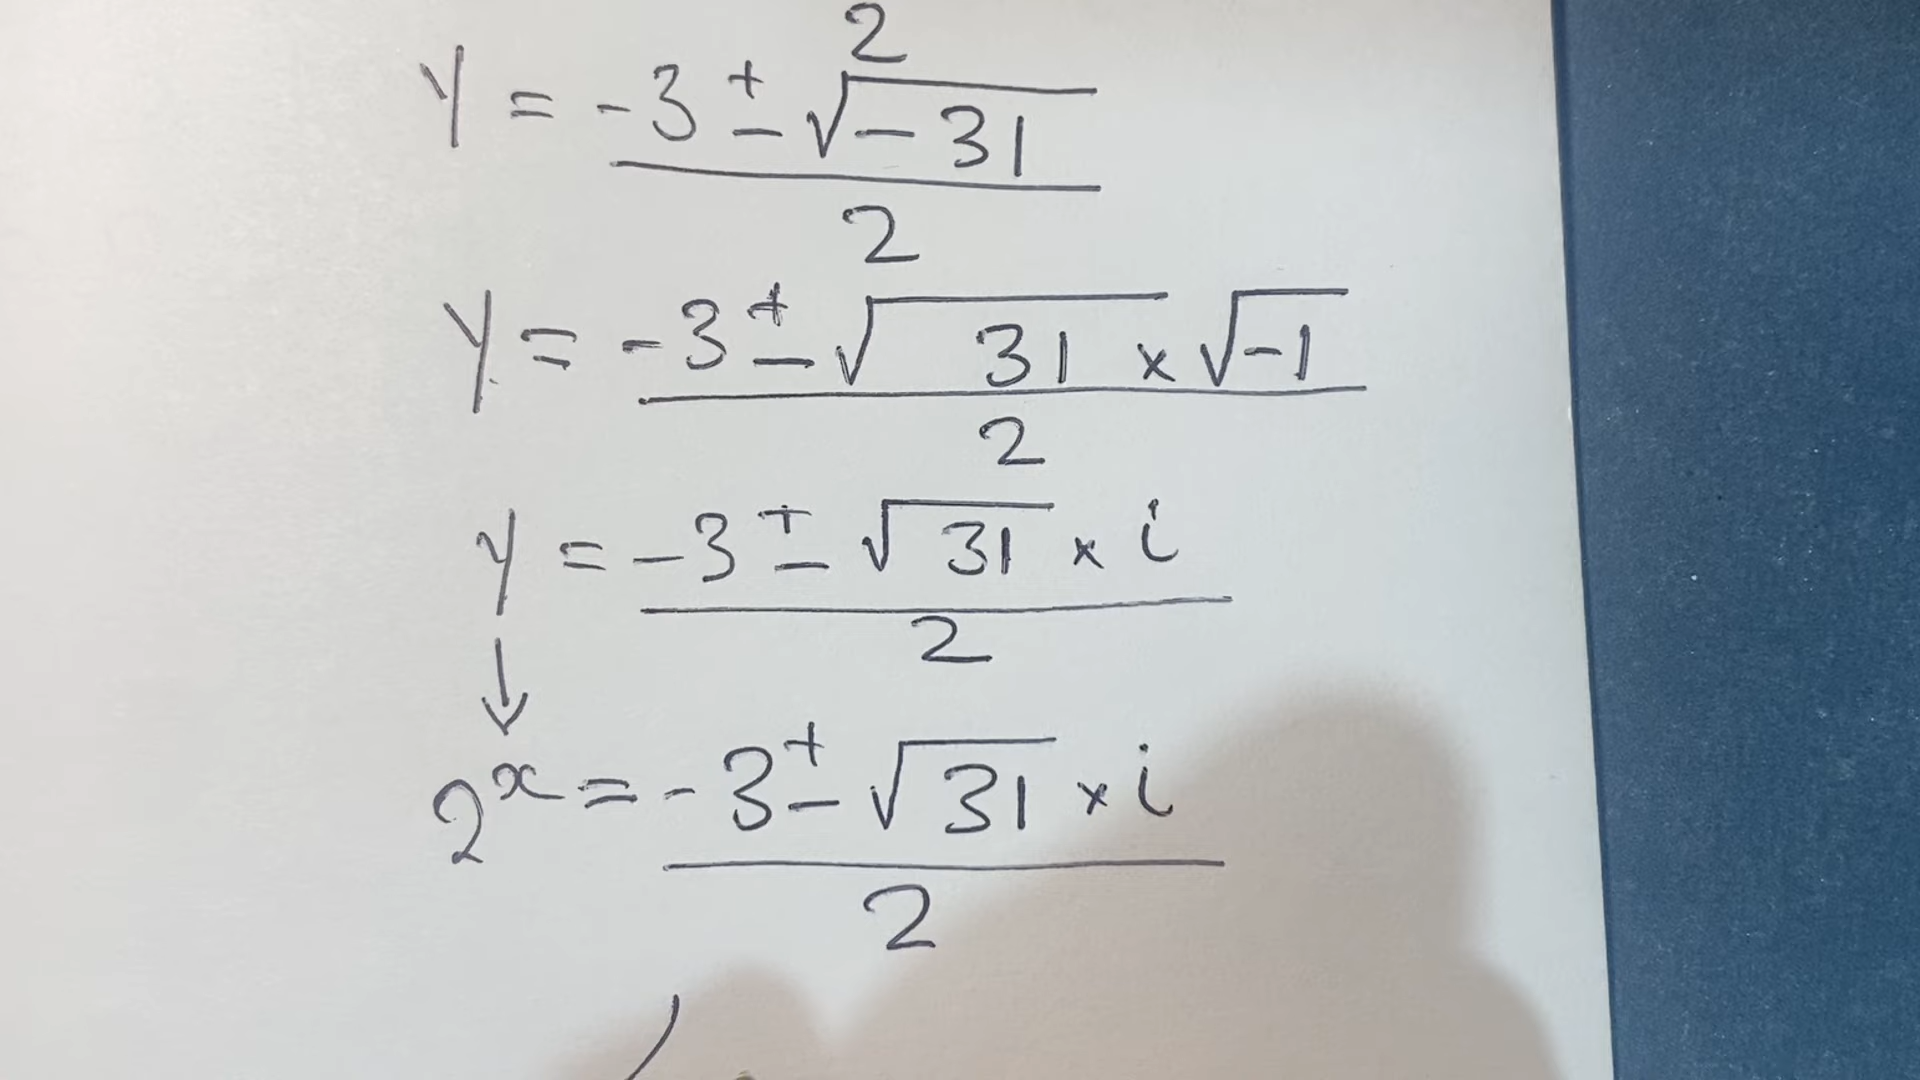 2
y = -3 ± √-31
2
y = -3 ± √31 × √-1
2
y = -3 ± √31 × i
2
↓
2^x = -3 ± √31 × i
2